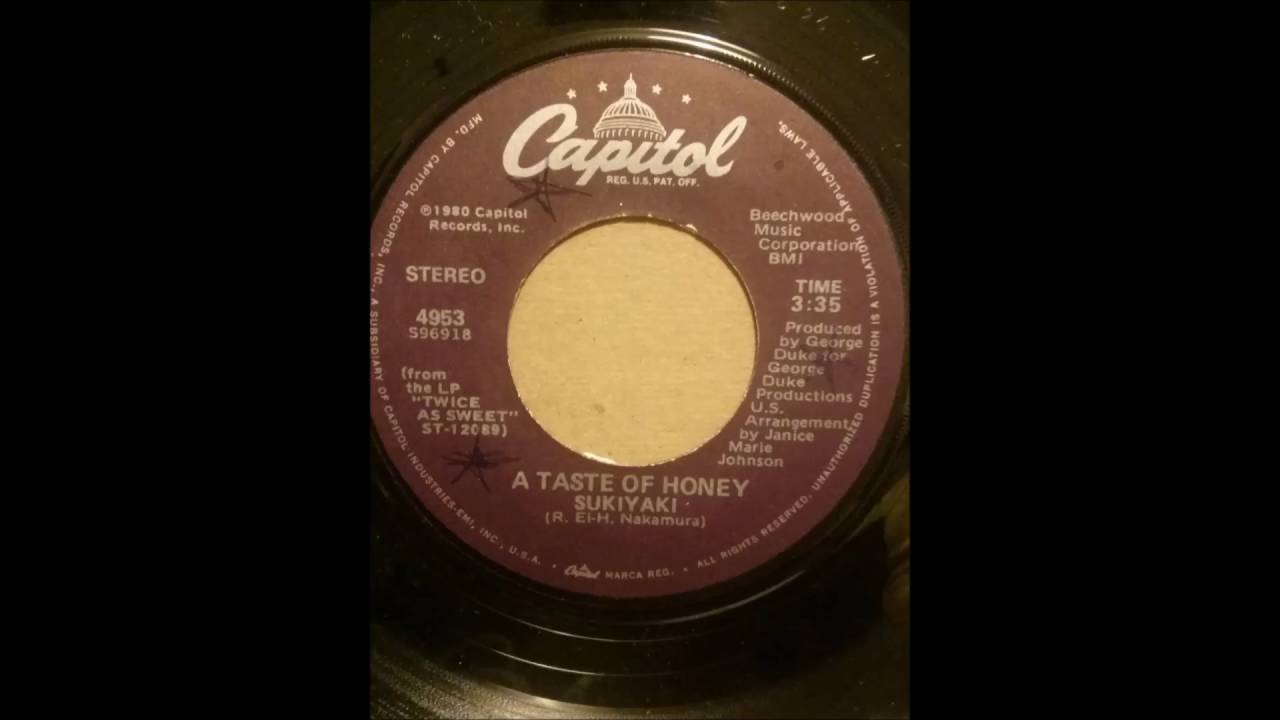 Capitol
REG. U.S. PAT. OFF.
℗1980 Capitol
Records, Inc.
STEREO
4953
S96918
(from
the LP
"TWICE
AS SWEET"
ST-12089)
Beechwood
Music
Corporation
BMI
TIME
3:35
Produced
by George
Duke for
George
Duke
Productions
U.S.
Arrangement
by Janice
Marie
Johnson
A TASTE OF HONEY
SUKIYAKI
(R. Ei-H. Nakamura)
MFD. BY CAPITOL RECORDS, INC., A SUBSIDIARY OF CAPITOL INDUSTRIES-EMI, INC., U.S.A. • Capitol MARCA REG. • ALL RIGHTS RESERVED. UNAUTHORIZED DUPLICATION IS A VIOLATION OF APPLICABLE LAWS.